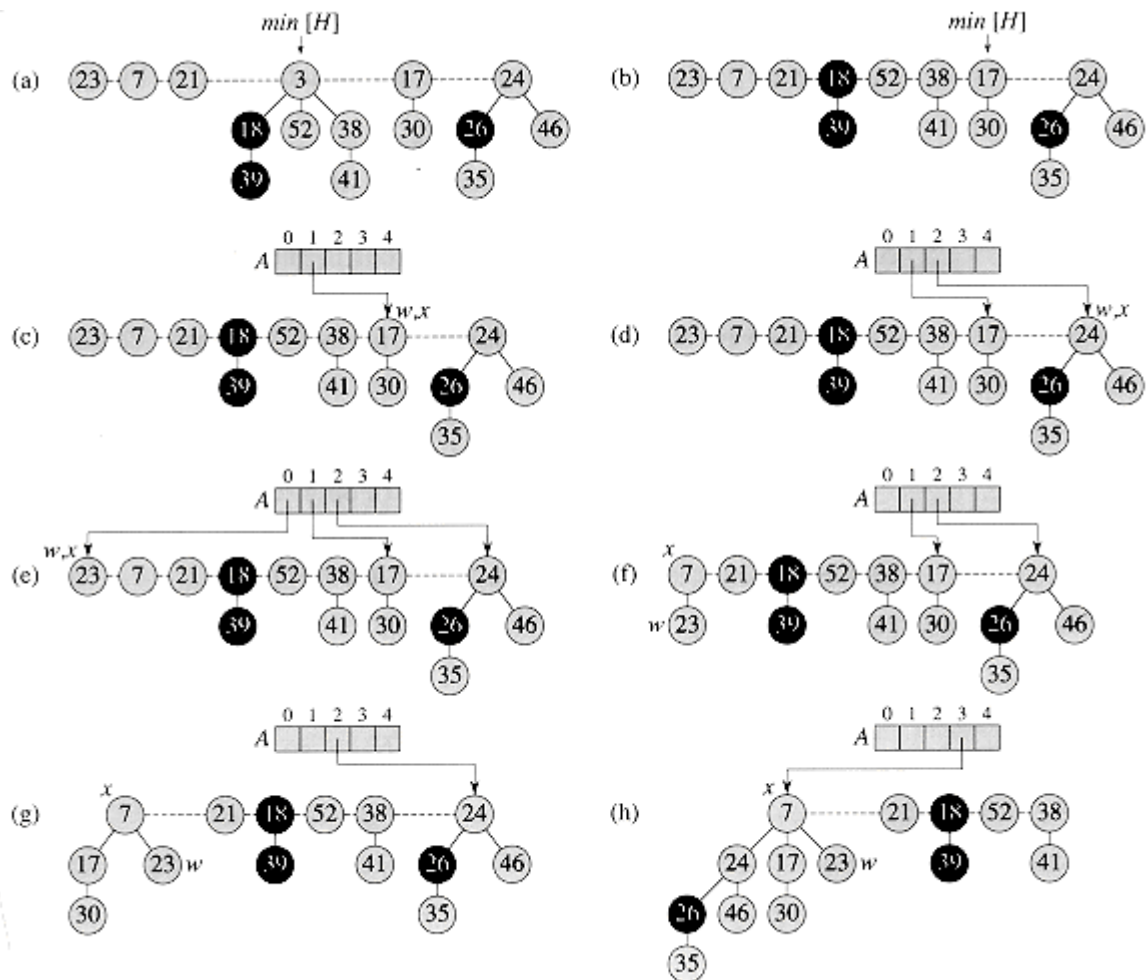 min [H] min [H]
(a) 23 7 21 3 17 24 (b) 23 7 21 18 52 38 17 24
18 52 38 30 26 46 39 41 30 26 46
39 41 35 35
0 1 2 3 4 0 1 2 3 4
A A
w,x w,x
(c) 23 7 21 18 52 38 17 24 (d) 23 7 21 18 52 38 17 24
39 41 30 26 46 39 41 30 26 46
35 35
0 1 2 3 4 0 1 2 3 4
A A
w,x x
(e) 23 7 21 18 52 38 17 24 (f) 7 21 18 52 38 17 24
39 41 30 26 46 w 23 39 41 30 26 46
35 35
0 1 2 3 4 0 1 2 3 4
A A
x x
(g) 7 21 18 52 38 24 (h) 7 21 18 52 38
17 23 w 39 41 26 46 24 17 23 w 39 41
30 35 26 46 30
35